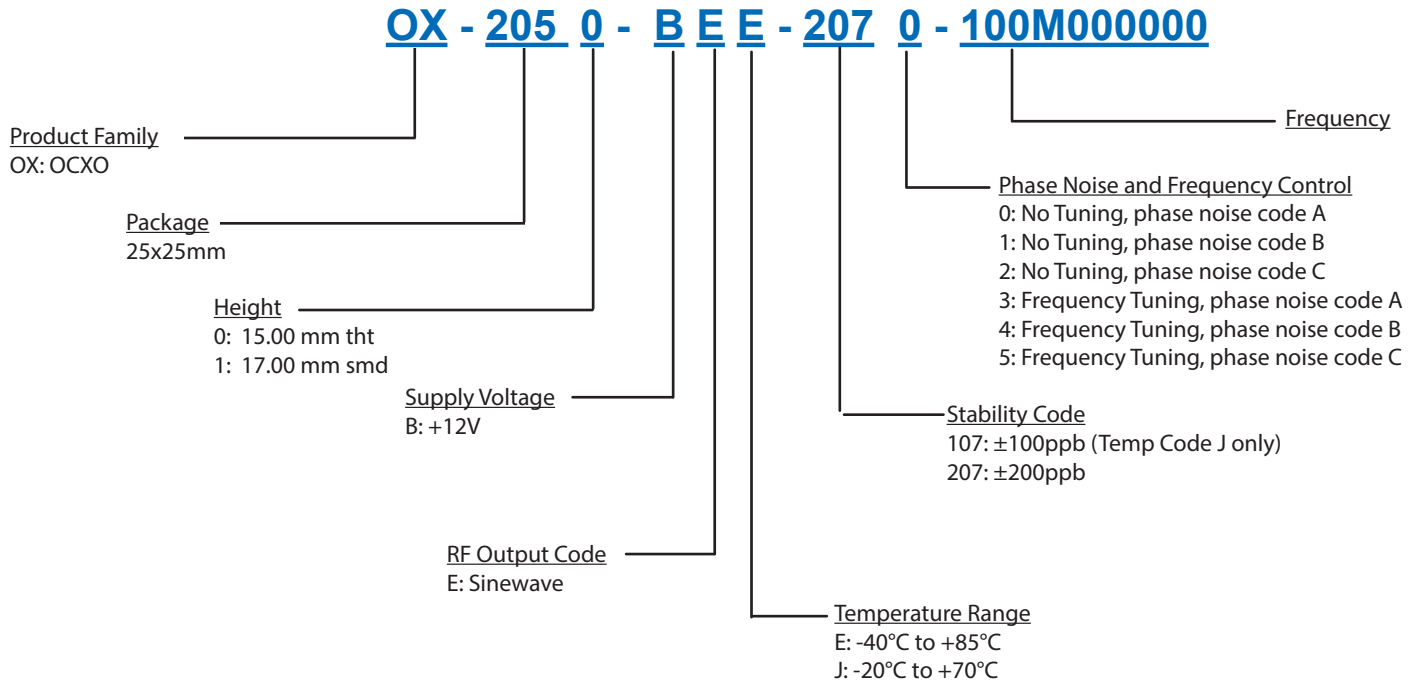 OX - 205 0 - B E E - 207 0 - 100M000000
Product Family
OX: OCXO
Package
25x25mm
Height
0: 15.00 mm tht
1: 17.00 mm smd
Supply Voltage
B: +12V
RF Output Code
E: Sinewave
Temperature Range
E: -40°C to +85°C
J: -20°C to +70°C
Stability Code
107: ±100ppb (Temp Code J only)
207: ±200ppb
Phase Noise and Frequency Control
0: No Tuning, phase noise code A
1: No Tuning, phase noise code B
2: No Tuning, phase noise code C
3: Frequency Tuning, phase noise code A
4: Frequency Tuning, phase noise code B
5: Frequency Tuning, phase noise code C
Frequency